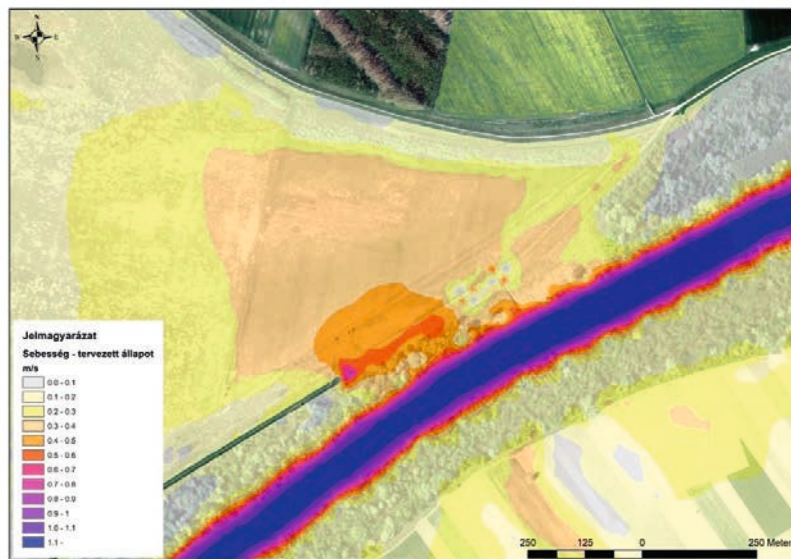 N
W E
S
Jelmagyarázat
Sebesség - tervezett állapot
m/s
0.0 - 0.1
0.1 - 0.2
0.2 - 0.3
0.3 - 0.4
0.4 - 0.5
0.5 - 0.6
0.6 - 0.7
0.7 - 0.8
0.8 - 0.9
0.9 - 1
1.0 - 1.1
1.1 -
250 125 0 250 Meter